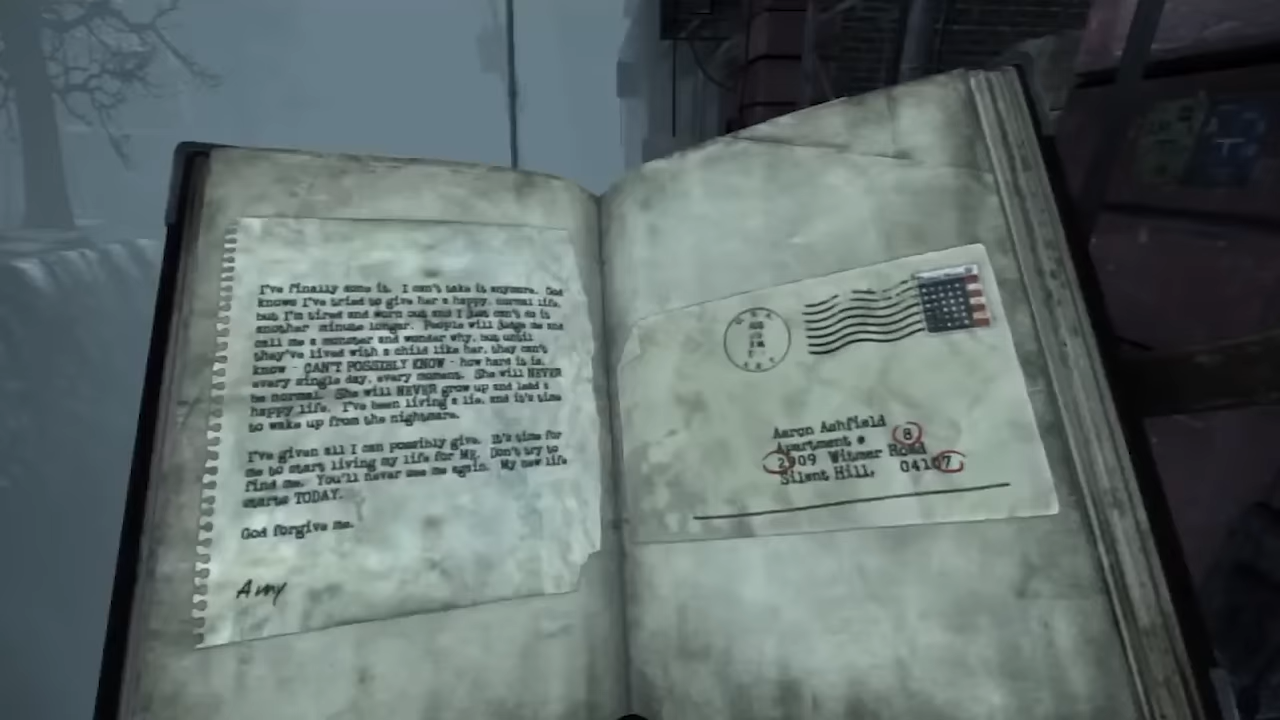 I've finally done it. I can't take it anymore. God
knows I've tried to give her a happy, normal life,
but I'm tired and worn out and I just can't do it
another minute longer. People will judge me and
call me a monster and wonder why, but until
they've lived with a child like her, they can't
know - CAN'T POSSIBLY KNOW - how hard it is,
every single day, every moment. She will NEVER
be normal. She will NEVER grow up and lead a
happy life. I've been living a lie, and it's time
to wake up from the nightmare.
I've given all I can possibly give. It's time for
me to start living my life for ME. Don't try to
find me. You'll never see me again. My new life
starts TODAY.
God forgive me.
Amy
Aaron Ashfield
Apartment # 8
2909 Witmer Road
Silent Hill, 04107